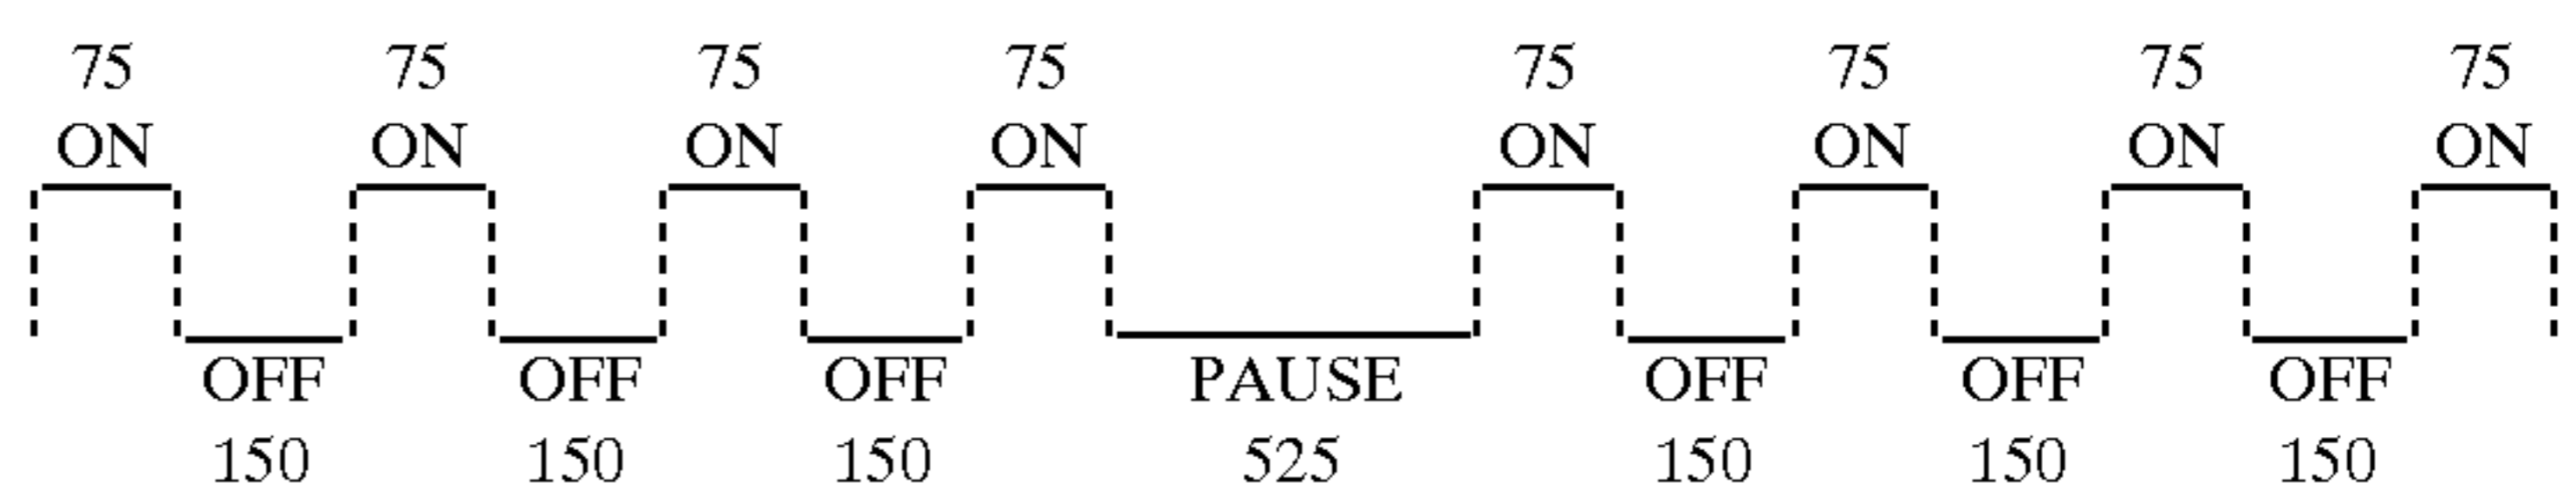 75 75 75 75 75 75 75 75
ON ON ON ON ON ON ON ON
OFF OFF OFF PAUSE OFF OFF OFF
150 150 150 525 150 150 150